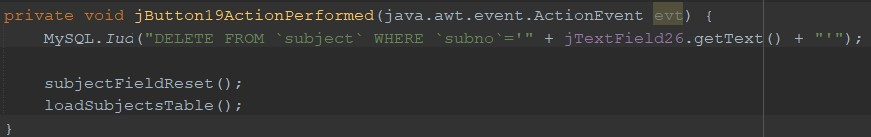 private void jButton19ActionPerformed(java.awt.event.ActionEvent evt) {
MySQL.Iud("DELETE FROM `subject` WHERE `subno`='" + jTextField26.getText() + "'");
subjectFieldReset();
loadSubjectsTable();
}